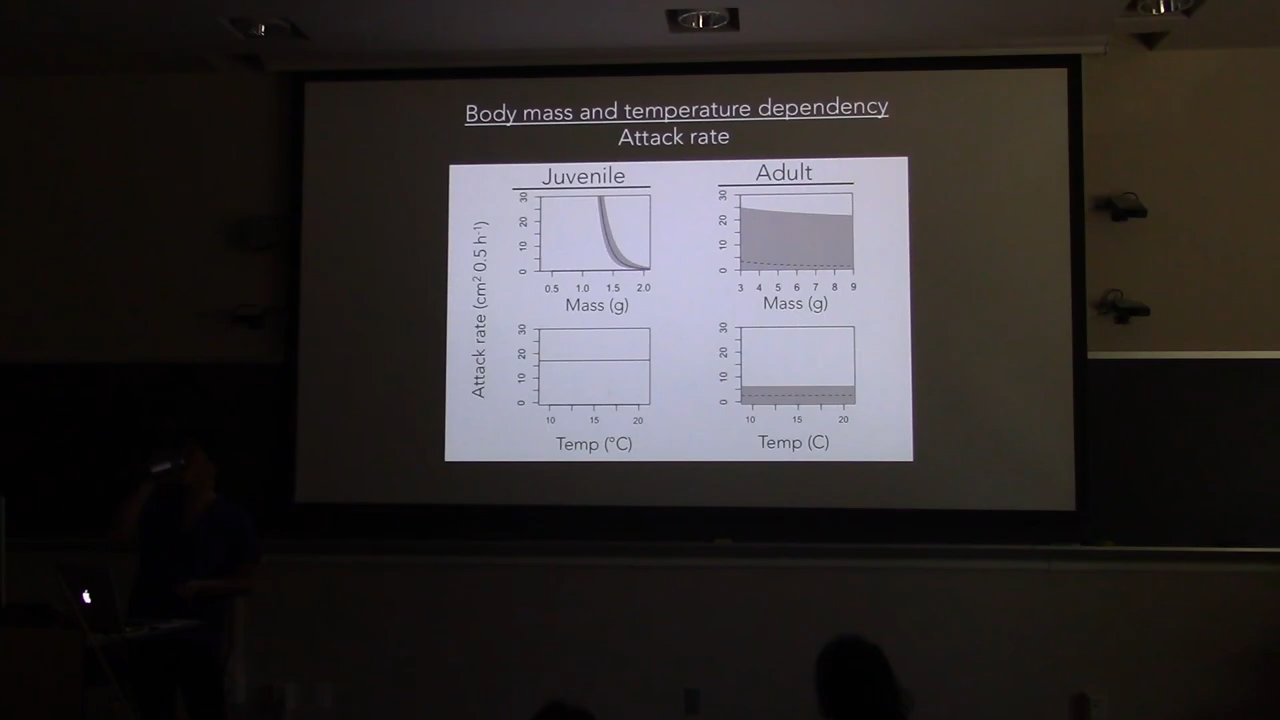 Body mass and temperature dependency
Attack rate
Juvenile
Adult
Attack rate (cm² 0.5 h⁻¹)
30
20
10
0
0.5 1.0 1.5 2.0
Mass (g)
30
20
10
0
3 4 5 6 7 8 9
Mass (g)
30
20
10
0
10 15 20
Temp (°C)
30
20
10
0
10 15 20
Temp (C)